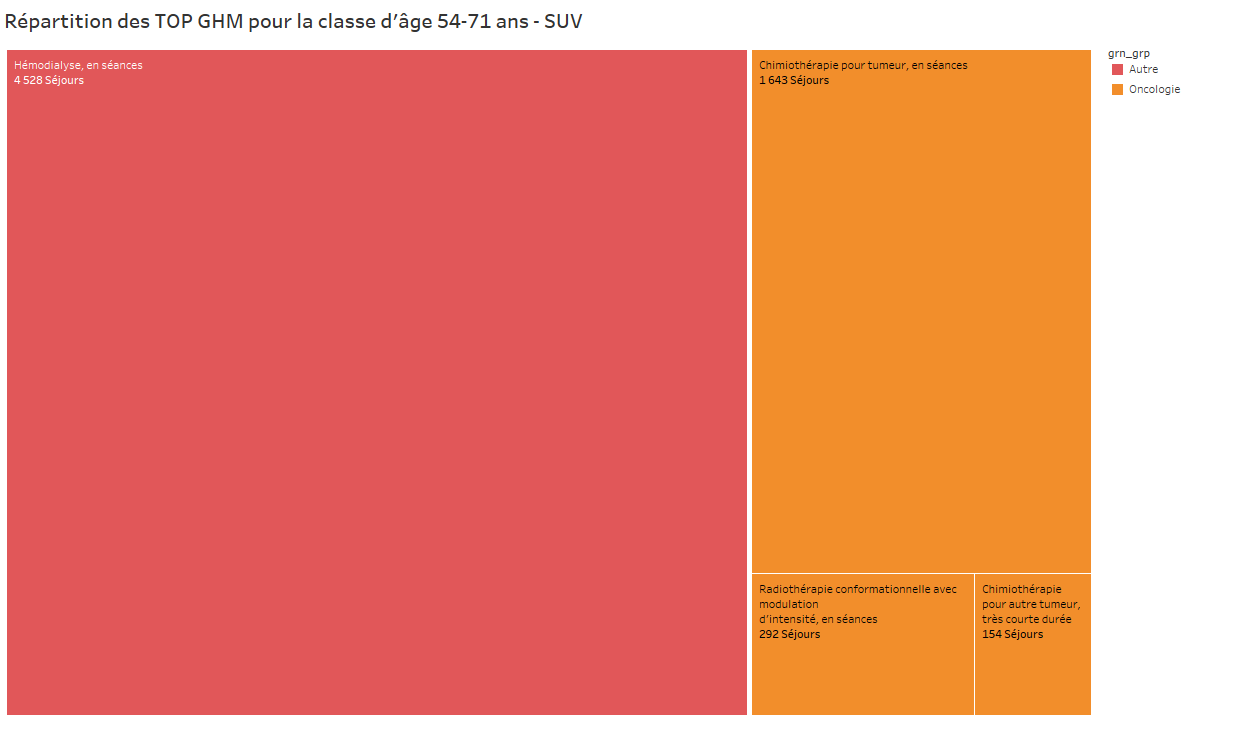 Répartition des TOP GHM pour la classe d’âge 54-71 ans - SUV
Hémodialyse, en séances
4 528 Séjours
Chimiothérapie pour tumeur, en séances
1 643 Séjours
Radiothérapie conformationnelle avec
modulation
d’intensité, en séances
292 Séjours
Chimiothérapie
pour autre tumeur,
très courte durée
154 Séjours
grn_grp
Autre
Oncologie